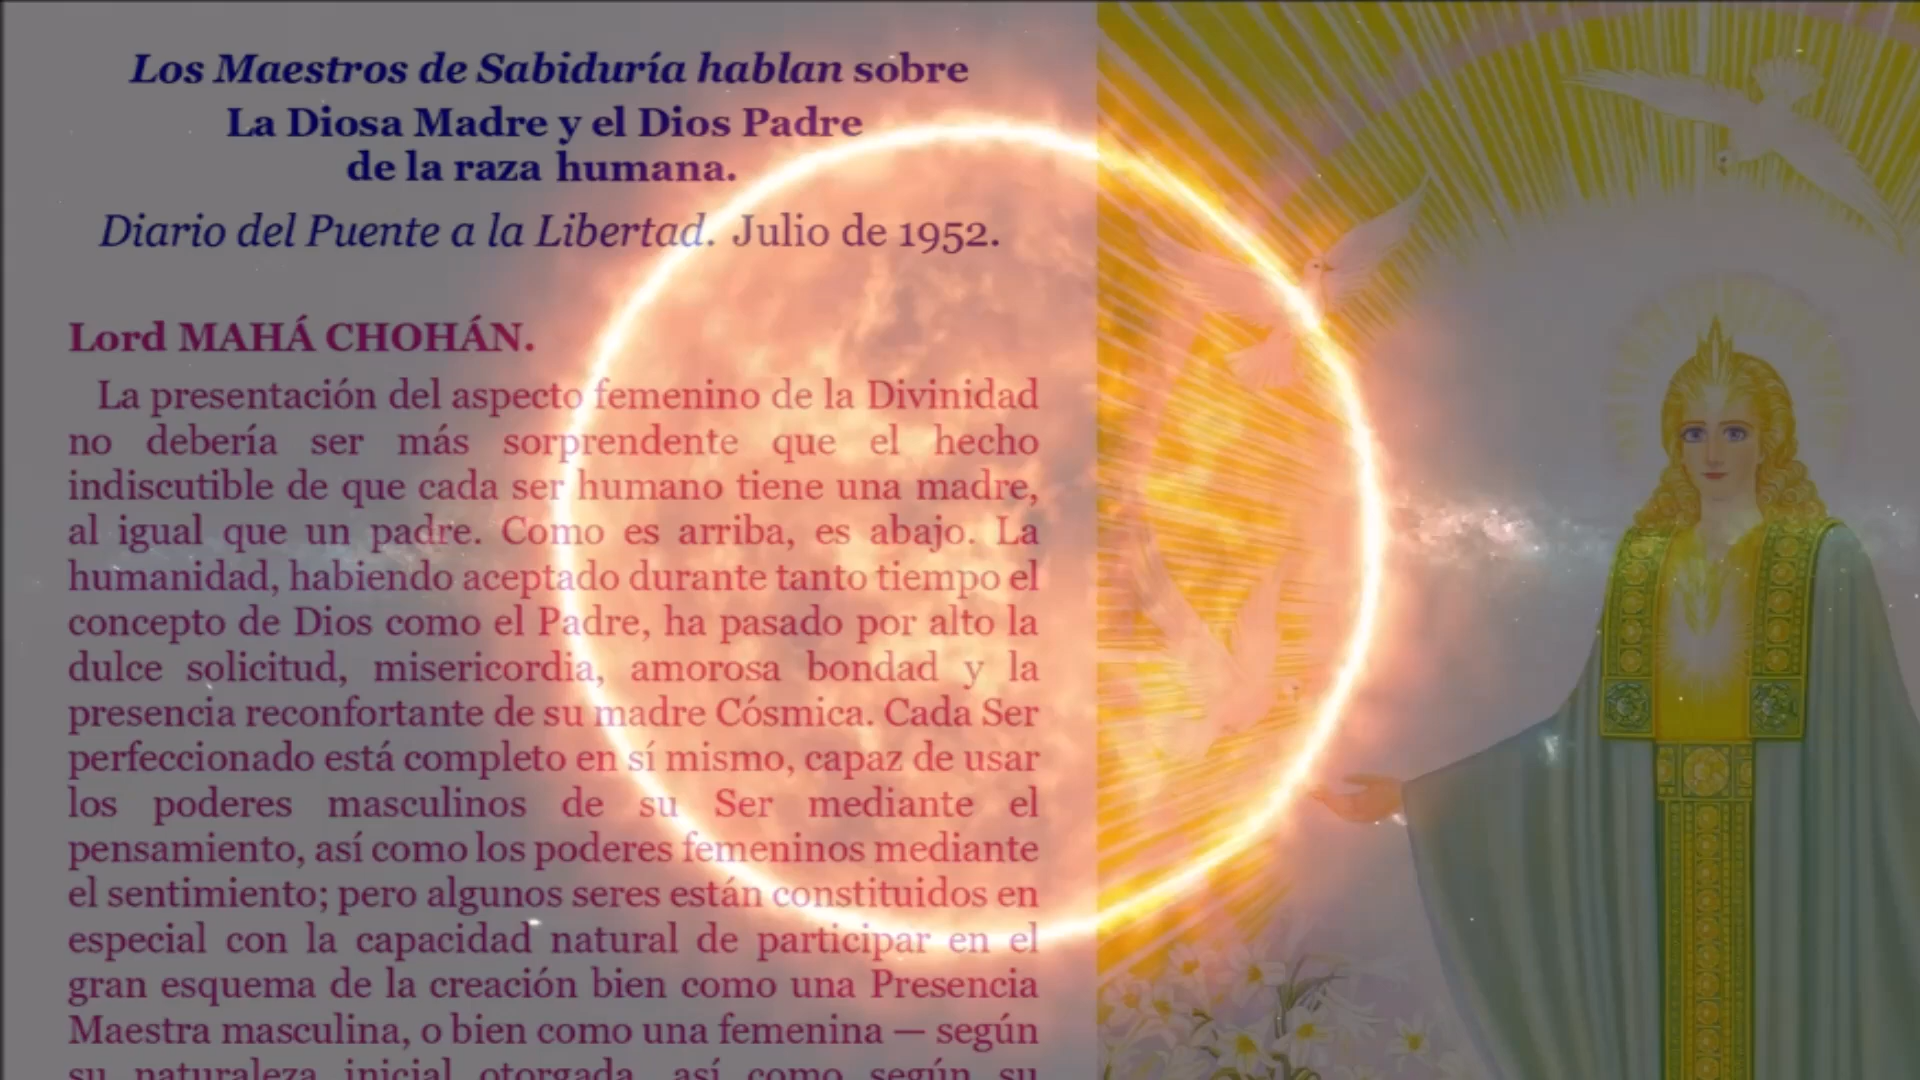 Los Maestros de Sabiduría hablan sobre
La Diosa Madre y el Dios Padre
de la raza humana.
Diario del Puente a la Libertad. Julio de 1952.
Lord MAHÁ CHOHÁN.
La presentación del aspecto femenino de la Divinidad
no debería ser más sorprendente que el hecho
indiscutible de que cada ser humano tiene una madre,
al igual que un padre. Como es arriba, es abajo. La
humanidad, habiendo aceptado durante tanto tiempo el
concepto de Dios como el Padre, ha pasado por alto la
dulce solicitud, misericordia, amorosa bondad y la
presencia reconfortante de su madre Cósmica. Cada Ser
perfeccionado está completo en sí mismo, capaz de usar
los poderes masculinos de su Ser mediante el
pensamiento, así como los poderes femeninos mediante
el sentimiento; pero algunos seres están constituidos en
especial con la capacidad natural de participar en el
gran esquema de la creación bien como una Presencia
Maestra masculina, o bien como una femenina — según
su naturaleza inicial otorgada, así como según su